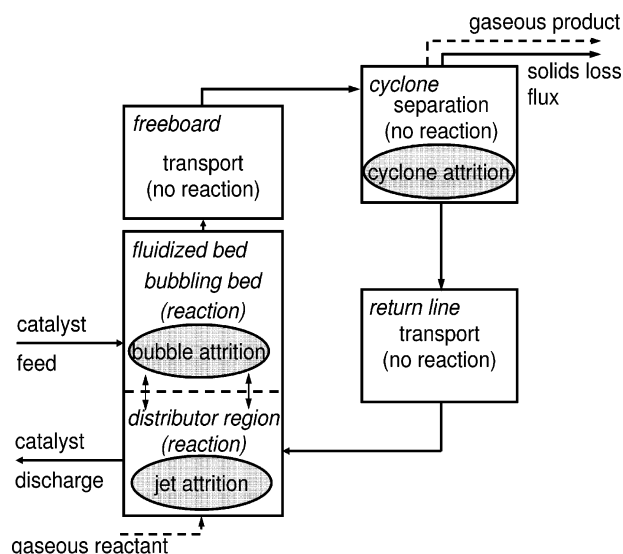 gaseous product
solids loss
flux
cyclone
separation
(no reaction)
cyclone attrition
freeboard
transport
(no reaction)
fluidized bed
bubbling bed
(reaction)
bubble attrition
catalyst
feed
return line
transport
(no reaction)
distributor region
(reaction)
jet attrition
catalyst
discharge
gaseous reactant